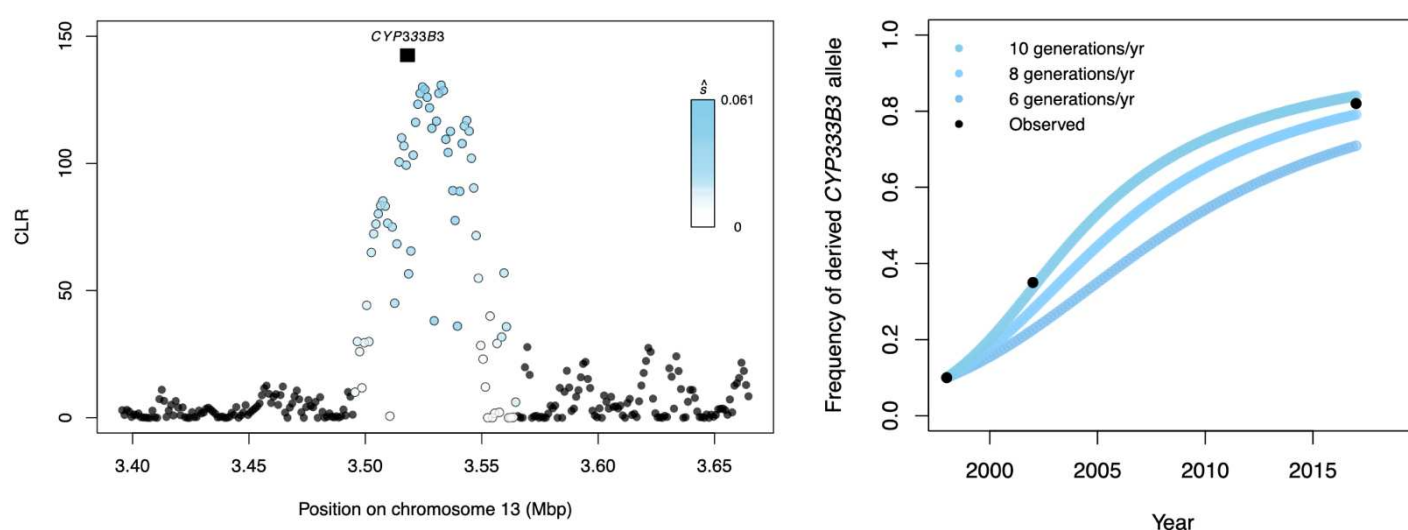 CYP333B3
150
100
50
0
CLR
ŝ
0.061
0
3.40 3.45 3.50 3.55 3.60 3.65
Position on chromosome 13 (Mbp)
Frequency of derived CYP333B3 allele
1.0
0.8
0.6
0.4
0.2
0.0
10 generations/yr
8 generations/yr
6 generations/yr
Observed
2000 2005 2010 2015
Year